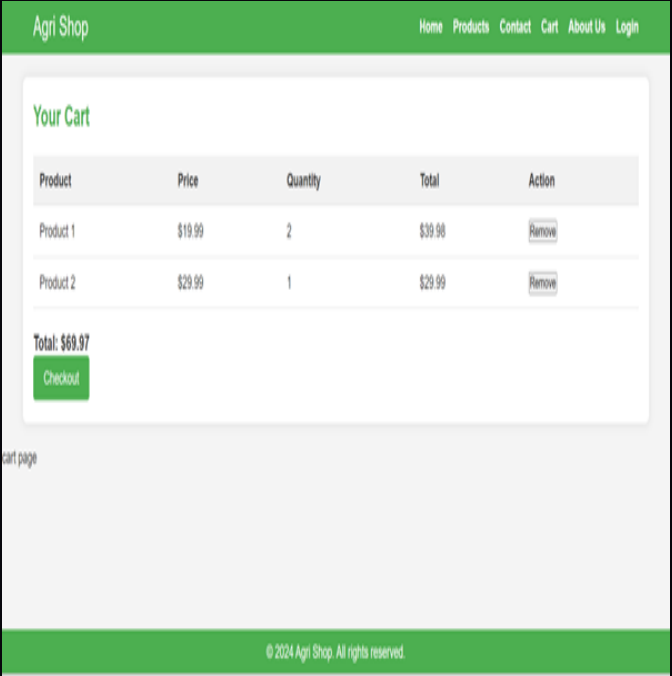 Agri Shop Home Products Contact Cart About Us Login
Your Cart
Product Price Quantity Total Action
Product 1 $19.99 2 $39.98 Remove
Product 2 $29.99 1 $29.99 Remove
Total: $69.97
Checkout
cart page
© 2024 Agri Shop. All rights reserved.